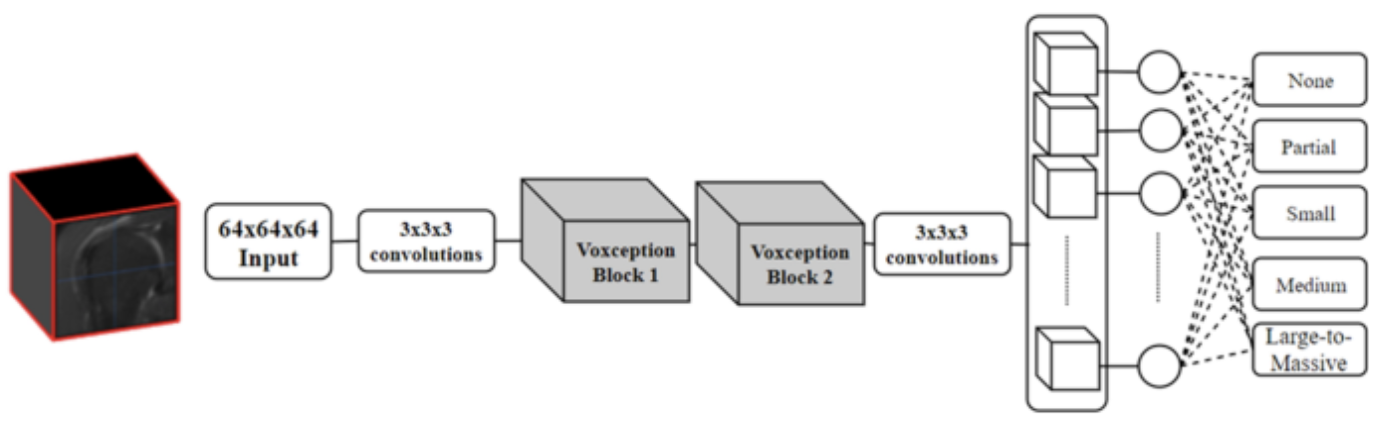 64x64x64
Input
3x3x3
convolutions
Voxception
Block 1
Voxception
Block 2
3x3x3
convolutions
None
Partial
Small
Medium
Large-to-
Massive